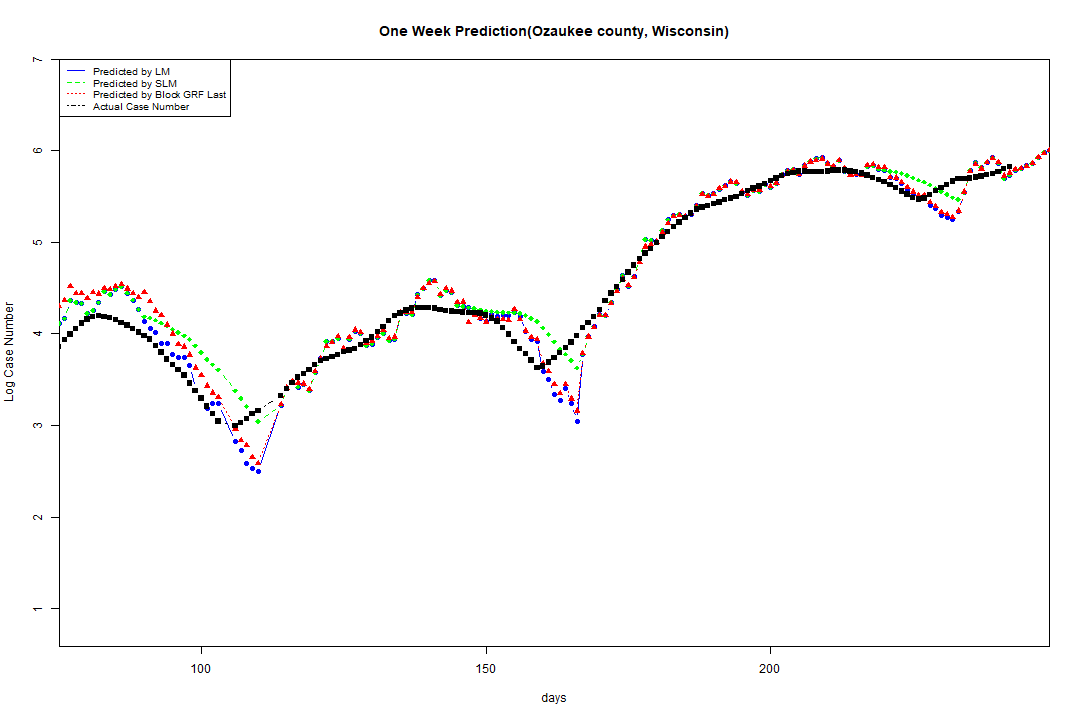 One Week Prediction(Ozaukee county, Wisconsin)
7
Predicted by LM
Predicted by SLM
Predicted by Block GRF Last
Actual Case Number
6
5
4
3
2
1
Log Case Number
100 150 200
days